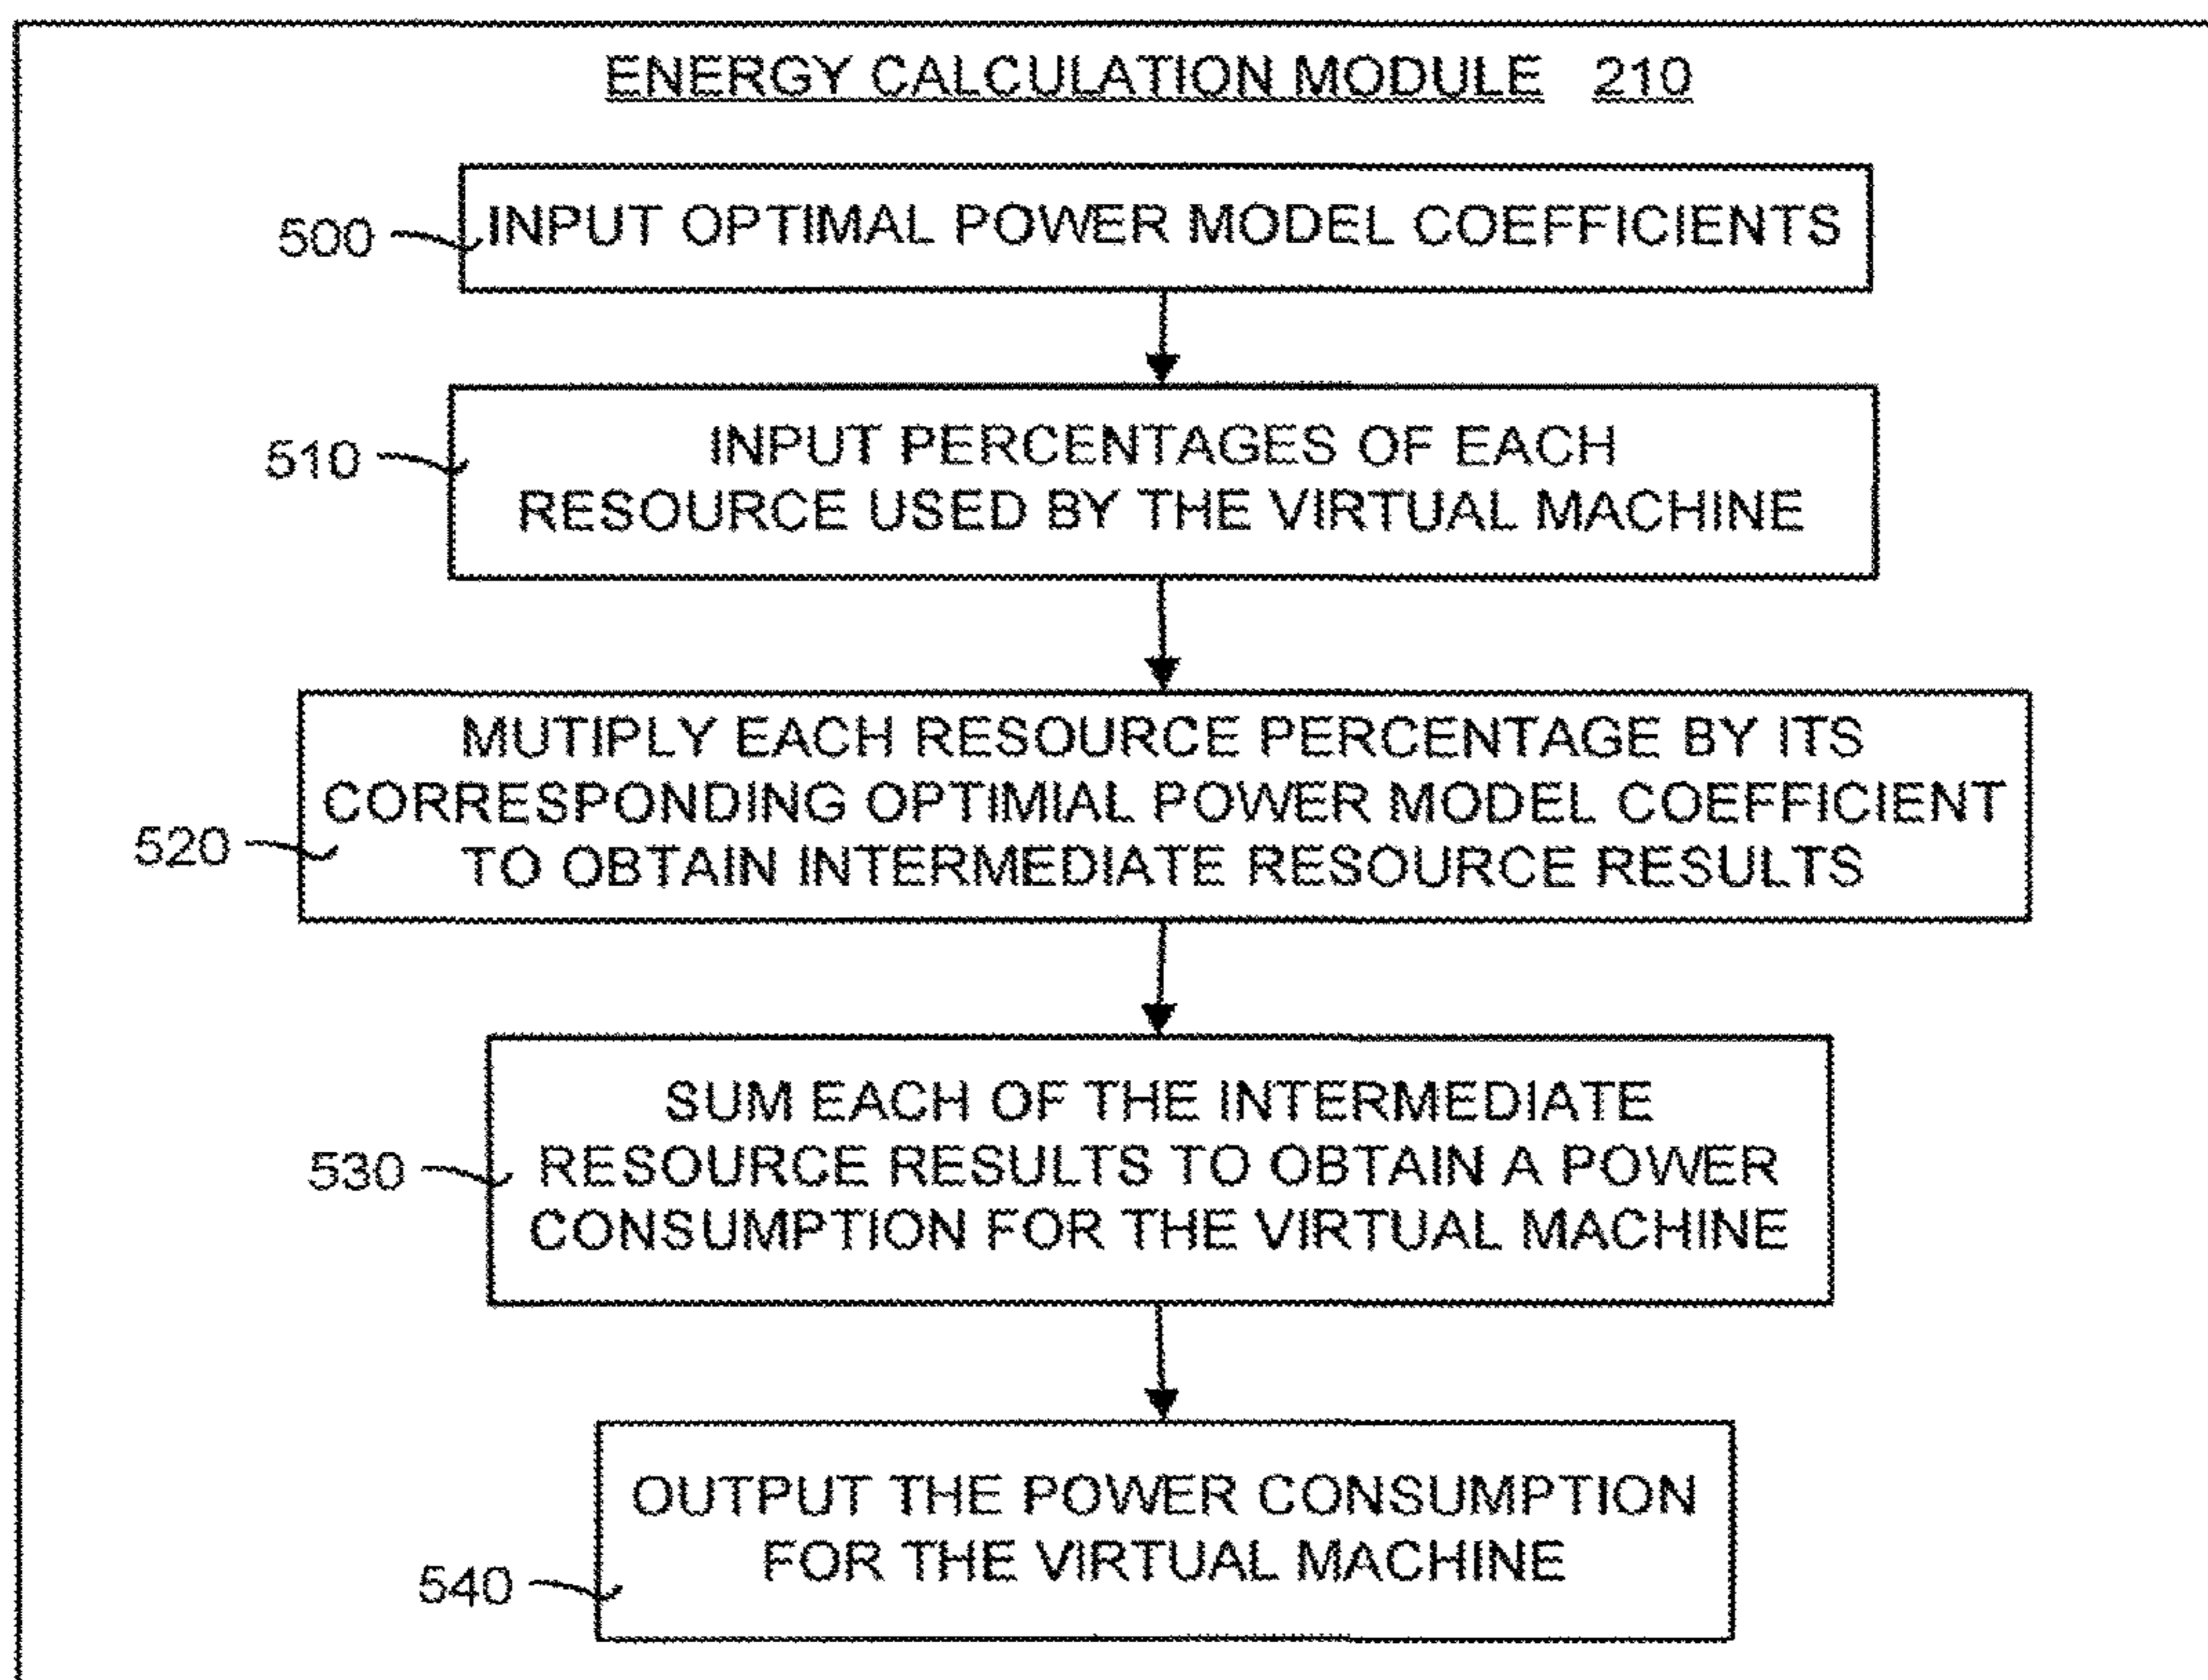 ENERGY CALCULATION MODULE 210
500
INPUT OPTIMAL POWER MODEL COEFFICIENTS
510
INPUT PERCENTAGES OF EACH
RESOURCE USED BY THE VIRTUAL MACHINE
520
MUTIPLY EACH RESOURCE PERCENTAGE BY ITS
CORRESPONDING OPTIMIAL POWER MODEL COEFFICIENT
TO OBTAIN INTERMEDIATE RESOURCE RESULTS
530
SUM EACH OF THE INTERMEDIATE
RESOURCE RESULTS TO OBTAIN A POWER
CONSUMPTION FOR THE VIRTUAL MACHINE
540
OUTPUT THE POWER CONSUMPTION
FOR THE VIRTUAL MACHINE